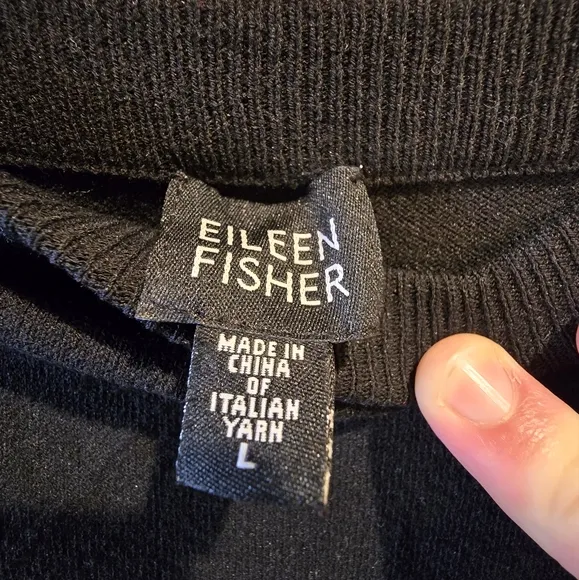 EILEEN
FISHER
MADE IN
CHINA
OF
ITALIAN
YARN
L